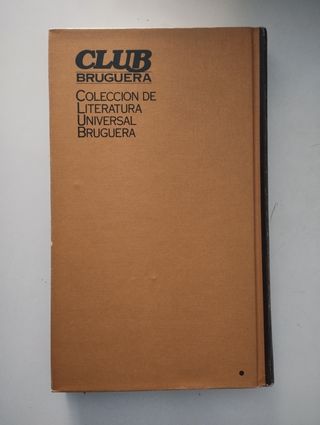 CLUB
BRUGUERA
COLECCION DE
LITERATURA
UNIVERSAL
BRUGUERA